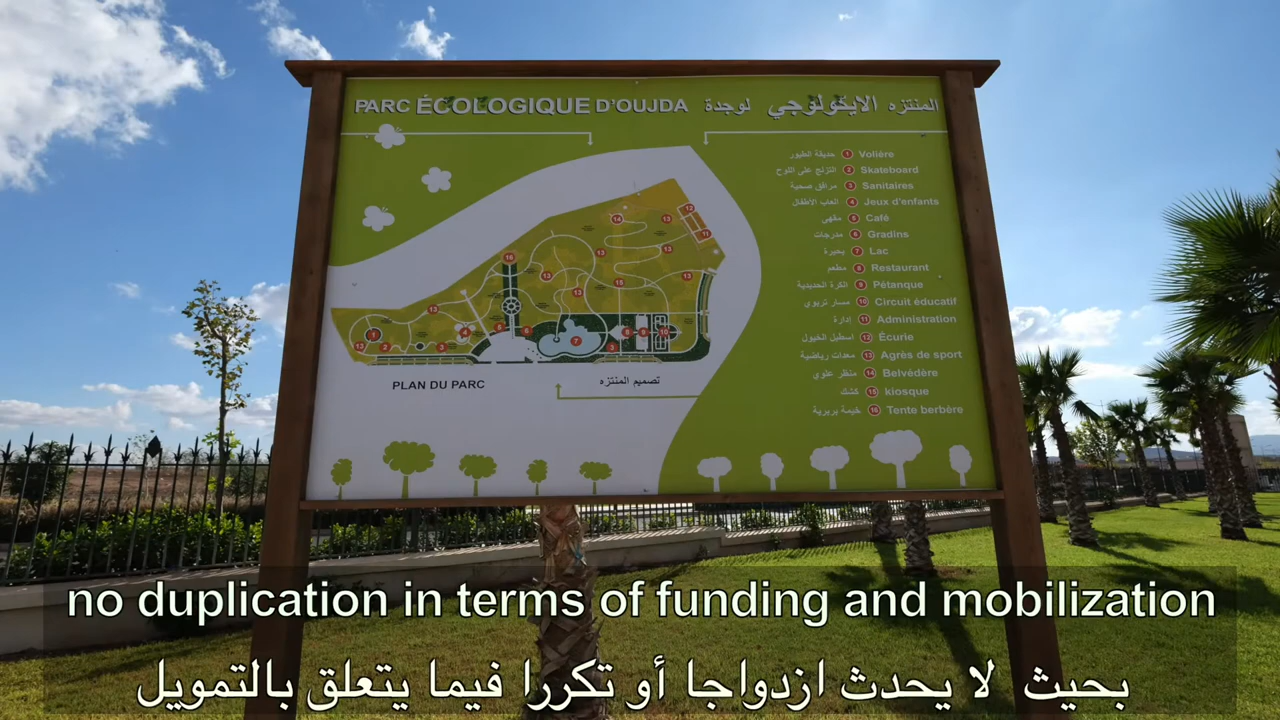 PARC ÉCOLOGIQUE D'OUJDA المنتزه الايكولوجي لوجدة
حديقة الطيور 1 Volière
التزلج على اللوح 2 Skateboard
مرافق صحية 3 Sanitaires
العاب الأطفال 4 Jeux d'enfants
مقهى 5 Café
مدرجات 6 Gradins
بحيرة 7 Lac
مطعم 8 Restaurant
الكرة الحديدية 9 Pétanque
مسار تربوي 10 Circuit éducatif
إدارة 11 Administration
اسطبل الخيول 12 Écurie
معدات رياضية 13 Agrès de sport
منظر علوي 14 Belvédère
كشك 15 kiosque
خيمة بربرية 16 Tente berbère
PLAN DU PARC تصميم المنتزه
no duplication in terms of funding and mobilization
بحيث لا يحدث ازدواجا أو تكررا فيما يتعلق بالتمويل